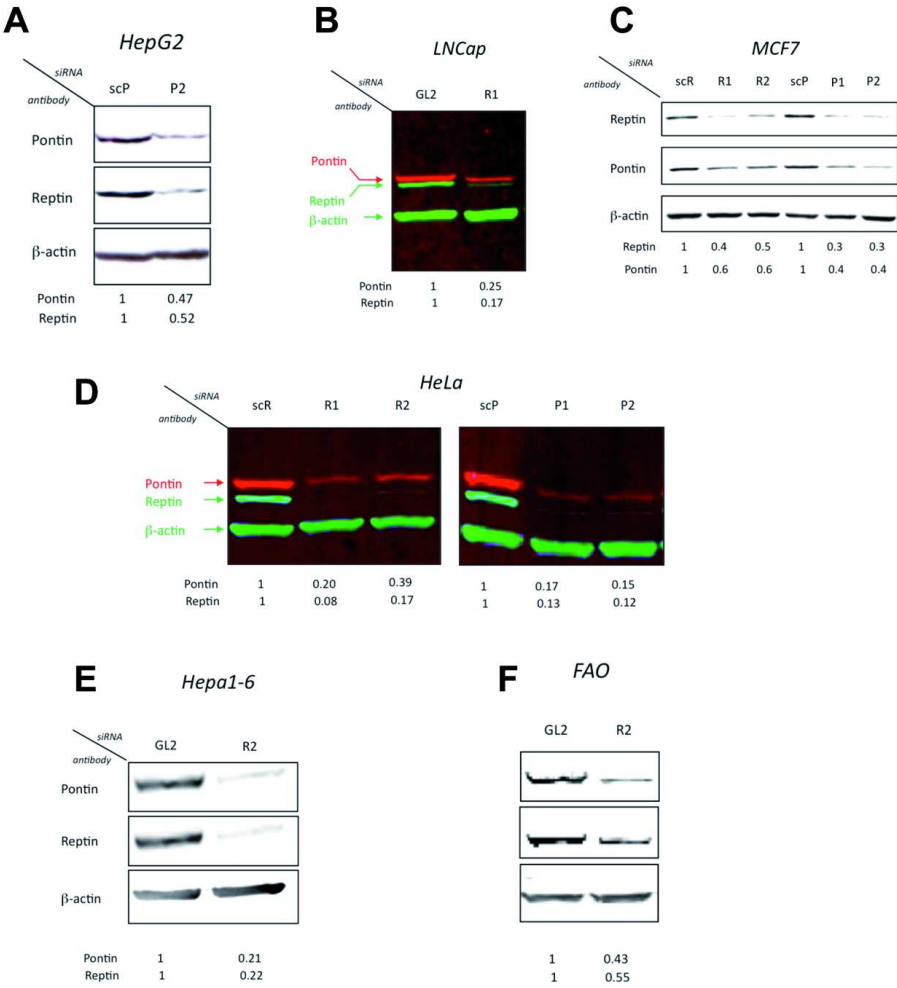 A
HepG2
siRNA
antibody
scP P2
Pontin
Reptin
β-actin
Pontin 1 0.47
Reptin 1 0.52
B
LNCap
siRNA
antibody
GL2 R1
Pontin
Reptin
β-actin
Pontin 1 0.25
Reptin 1 0.17
C
MCF7
siRNA
antibody
scR R1 R2 scP P1 P2
Reptin
Pontin
β-actin
Reptin 1 0.4 0.5 1 0.3 0.3
Pontin 1 0.6 0.6 1 0.4 0.4
D
HeLa
siRNA
antibody
scR R1 R2 scP P1 P2
Pontin
Reptin
β-actin
Pontin 1 0.20 0.39 1 0.17 0.15
Reptin 1 0.08 0.17 1 0.13 0.12
E
Hepa1-6
siRNA
antibody
GL2 R2
Pontin
Reptin
β-actin
Pontin 1 0.21
Reptin 1 0.22
F
FAO
GL2 R2
1 0.43
1 0.55